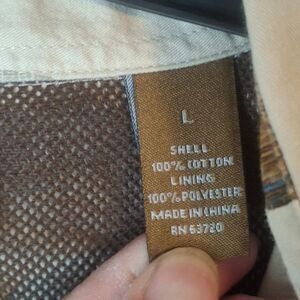 L
SHELL
100% COTTON
LINING
100% POLYESTER
MADE IN CHINA
RN 63720